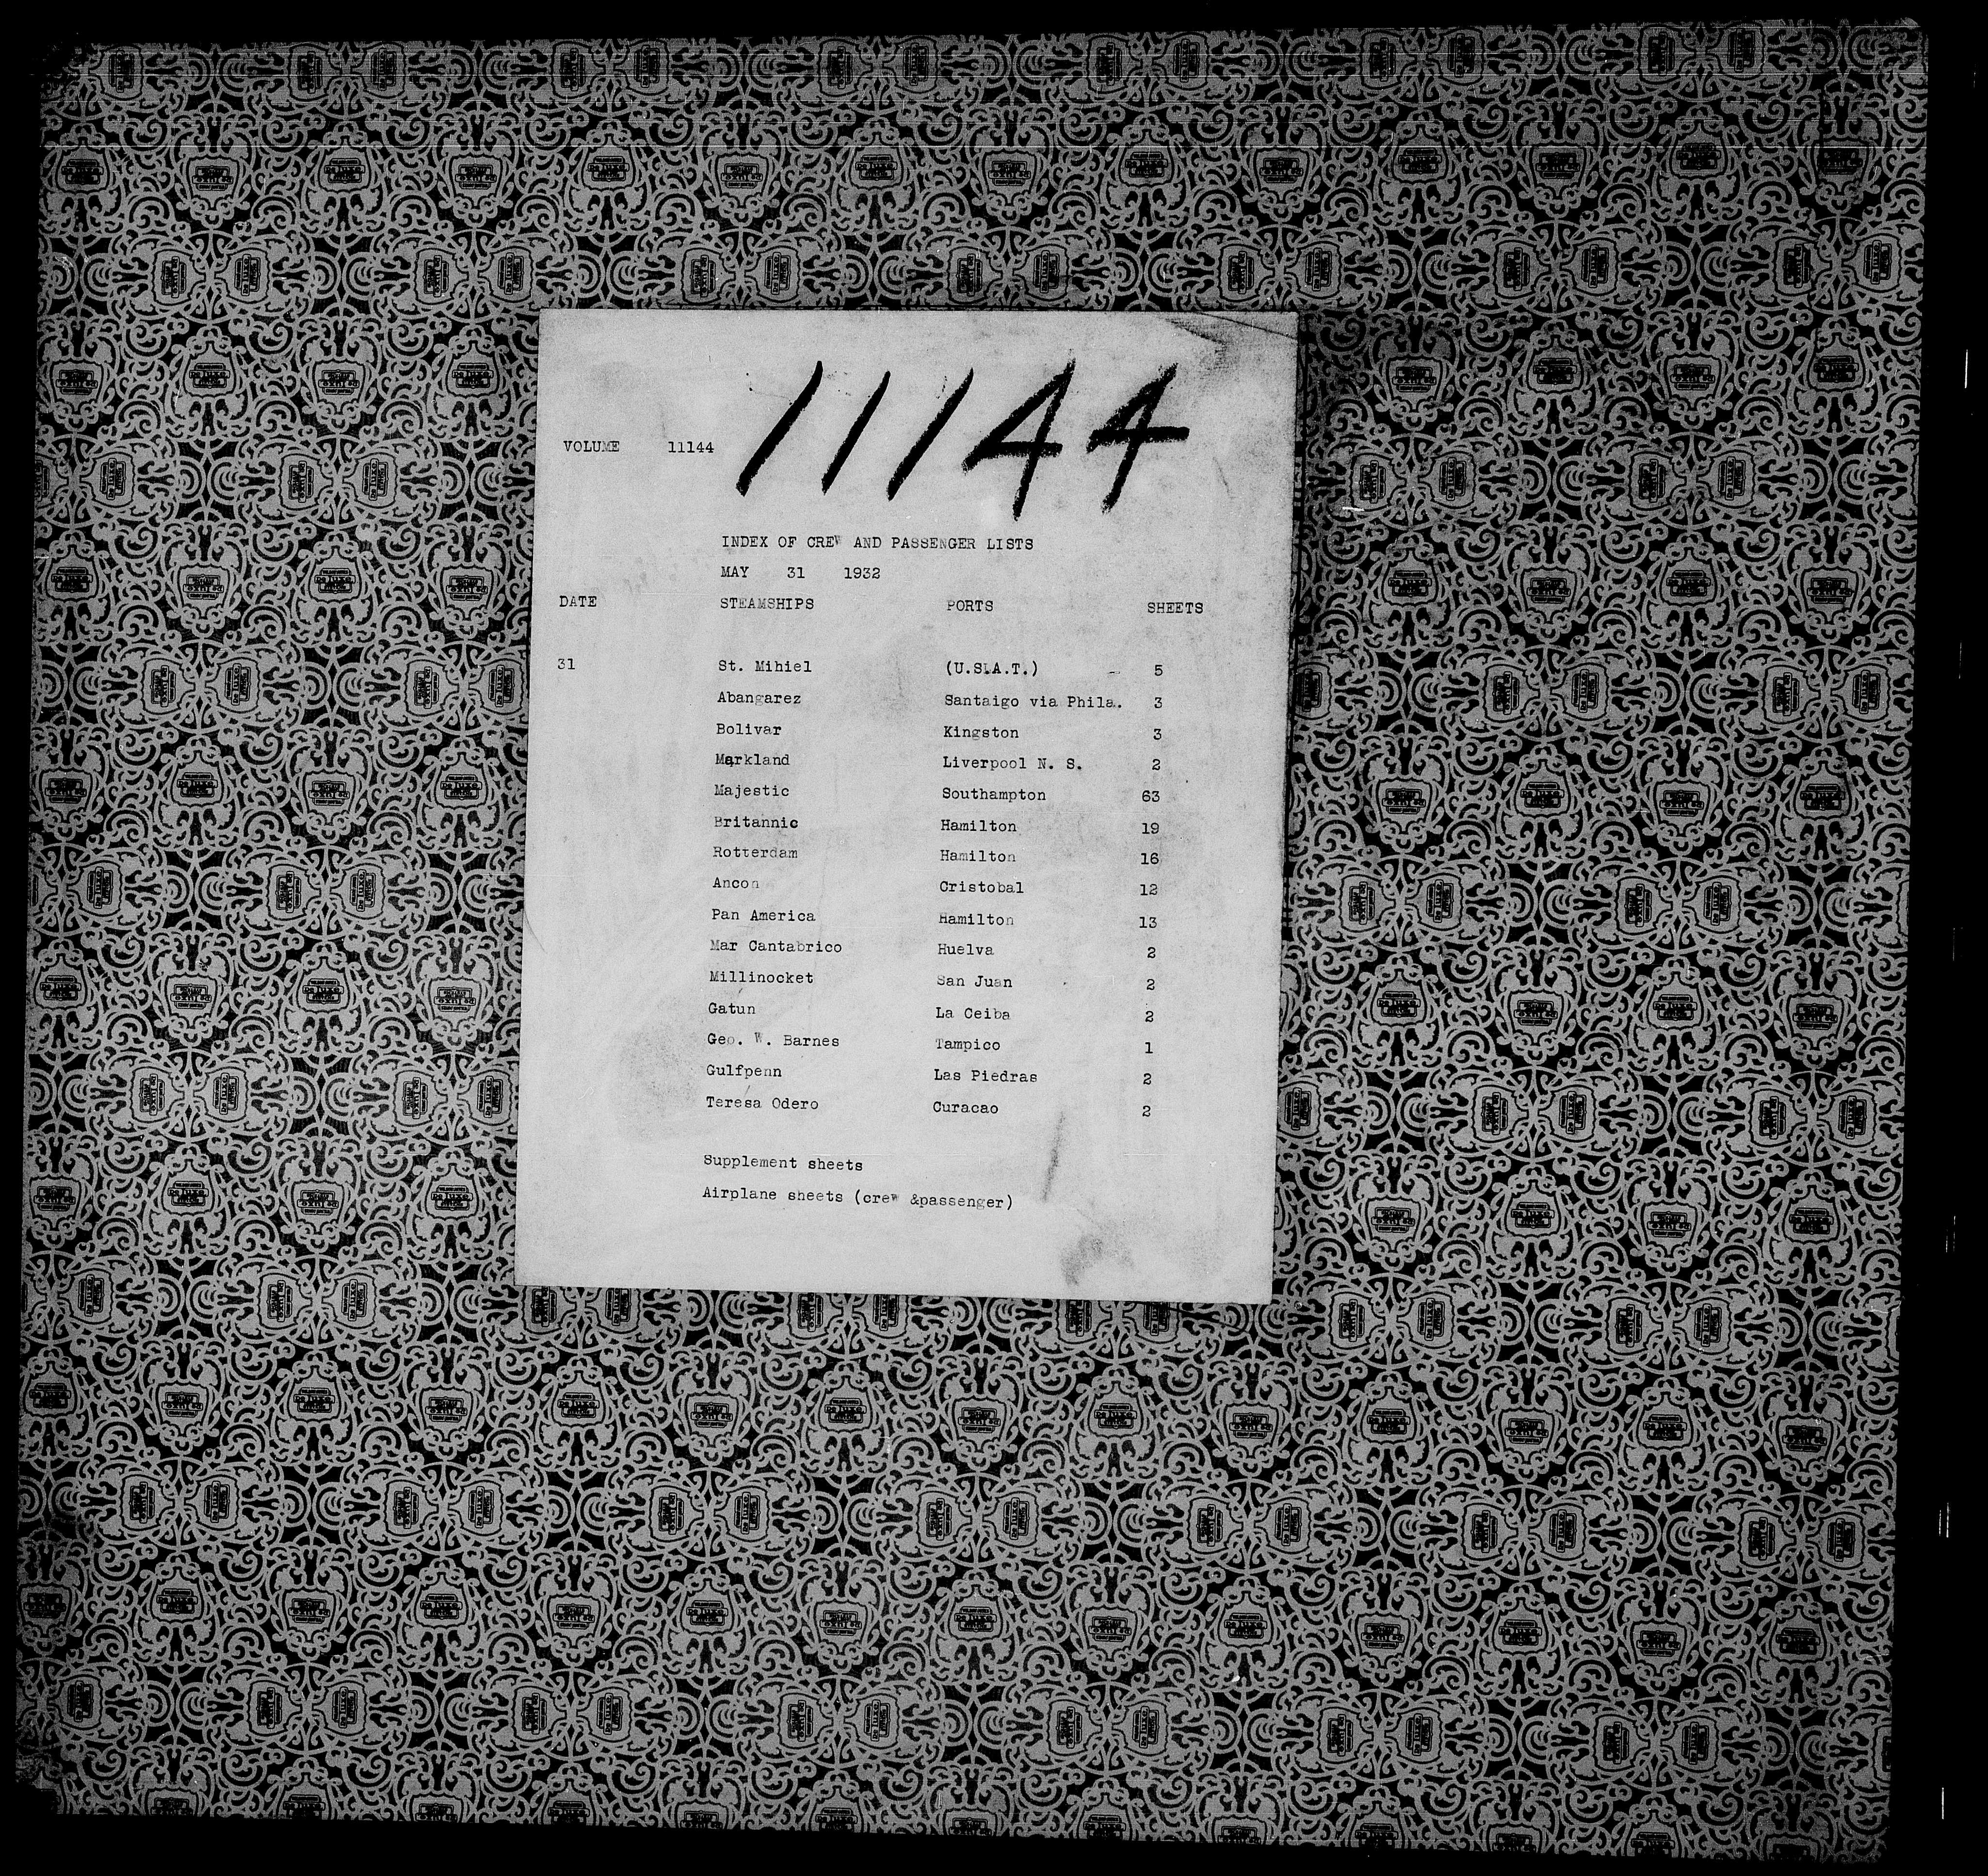 11144
VOLUME 11144
INDEX OF CREW AND PASSENGER LISTS
MAY 31 1932
DATE STEAMSHIPS PORTS SHEETS
31 St. Mihiel (U.S.A.T.) 5
Abangarez Santaigo via Phila. 3
Bolivar Kingston 3
Markland Liverpool N. S. 2
Majestic Southampton 63
Britannic Hamilton 19
Rotterdam Hamilton 16
Ancon Cristobal 12
Pan America Hamilton 13
Mar Cantabrico Huelva 2
Millinocket San Juan 2
Gatun La Ceiba 2
Geo. W. Barnes Tampico 1
Gulfpenn Las Piedras 2
Teresa Odero Curacao 2
Supplement sheets
Airplane sheets (crew &passenger)